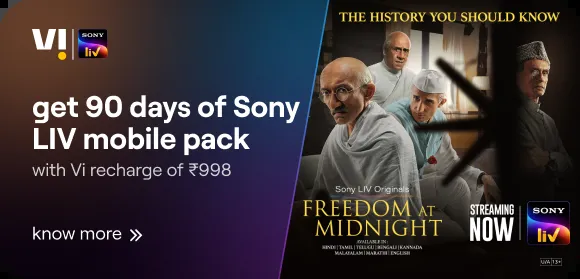 VI
SONY
liv
get 90 days of Sony
LIV mobile pack
with Vi recharge of ₹998
know more
THE HISTORY YOU SHOULD KNOW
Sony LIV Originals
FREEDOM AT
MIDNIGHT
AVAILABLE IN :
HINDI | TAMIL | TELUGU | BENGALI | KANNADA
MALAYALAM | MARATHI | ENGLISH
STREAMING
NOW
SONY
liv
U/A 13+